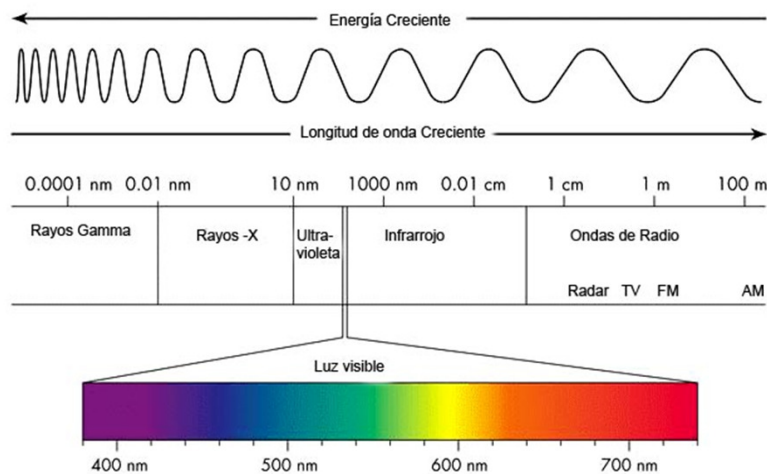 Energía Creciente
Longitud de onda Creciente
0.0001 nm 0.01 nm 10 nm 1000 nm 0.01 cm 1 cm 1 m 100 m
Rayos Gamma
Rayos -X
Ultra-
violeta
Infrarrojo
Ondas de Radio
Radar TV FM AM
Luz visible
400 nm 500 nm 600 nm 700 nm